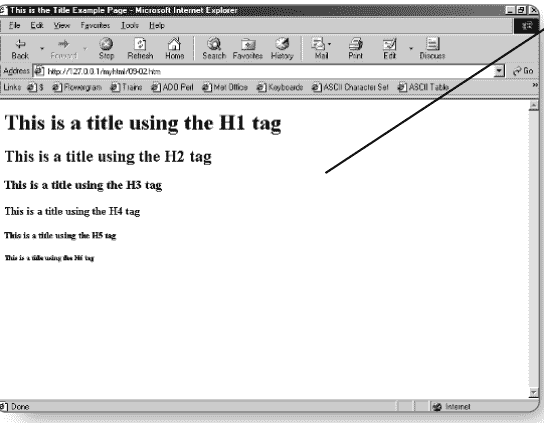 This is the Title Example Page - Microsoft Internet Explorer
File Edit View Favorites Tools Help
Back Forward Stop Refresh Home Search Favorites History Mail Print Edit Discuss
Address http://127.0.0.1/myhtml/09-02.htm Go
Links $ Flowergram Trains ADO Perl Met Office Keyboards ASCII Character Set ASCII Table »
This is a title using the H1 tag
This is a title using the H2 tag
This is a title using the H3 tag
This is a title using the H4 tag
This is a title using the H5 tag
This is a title using the H6 tag
Done Internet